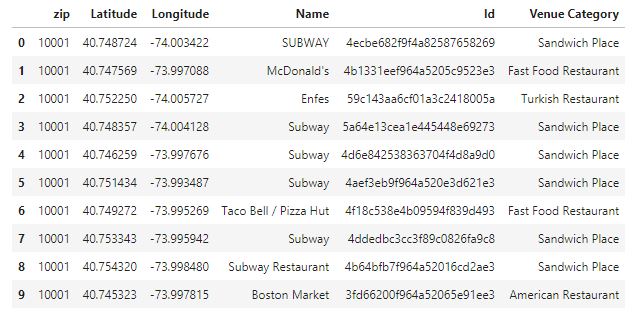 zip Latitude Longitude Name Id Venue Category
0 10001 40.748724 -74.003422 SUBWAY 4ecbe682f9f4a82587658269 Sandwich Place
1 10001 40.747569 -73.997088 McDonald's 4b1331eef964a5205c9523e3 Fast Food Restaurant
2 10001 40.752250 -74.005727 Enfes 59c143aa6cf01a3c2418005a Turkish Restaurant
3 10001 40.748357 -74.004128 Subway 5a64e13cea1e445448e69273 Sandwich Place
4 10001 40.746259 -73.997676 Subway 4d6e842538363704f4d8a9d0 Sandwich Place
5 10001 40.751434 -73.993487 Subway 4aef3eb9f964a520e3d621e3 Sandwich Place
6 10001 40.749272 -73.995269 Taco Bell / Pizza Hut 4f18c538e4b09594f839d493 Fast Food Restaurant
7 10001 40.753343 -73.995942 Subway 4ddedbc3cc3f89c0826fa9c8 Sandwich Place
8 10001 40.754320 -73.998480 Subway Restaurant 4b64bfb7f964a52016cd2ae3 Sandwich Place
9 10001 40.745323 -73.997815 Boston Market 3fd66200f964a52065e91ee3 American Restaurant